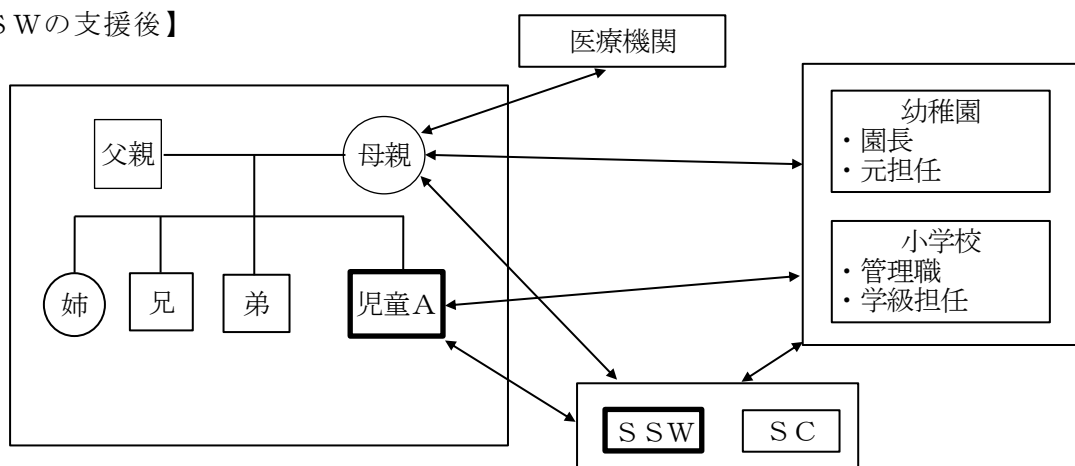 ＳＷの支援後】
医療機関
幼稚園
・園長
・元担任
父親
母親
小学校
・管理職
・学級担任
姉
兄
弟
児童Ａ
ＳＳＷ
ＳＣ